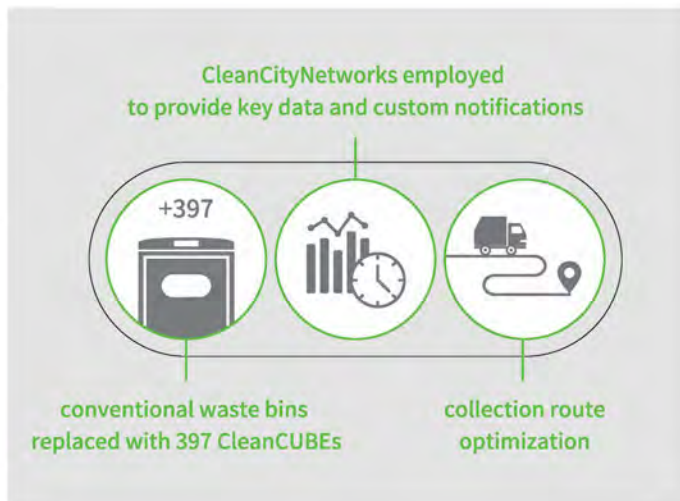 CleanCityNetworks employed
to provide key data and custom notifications
+397
conventional waste bins
replaced with 397 CleanCUBEs
collection route
optimization